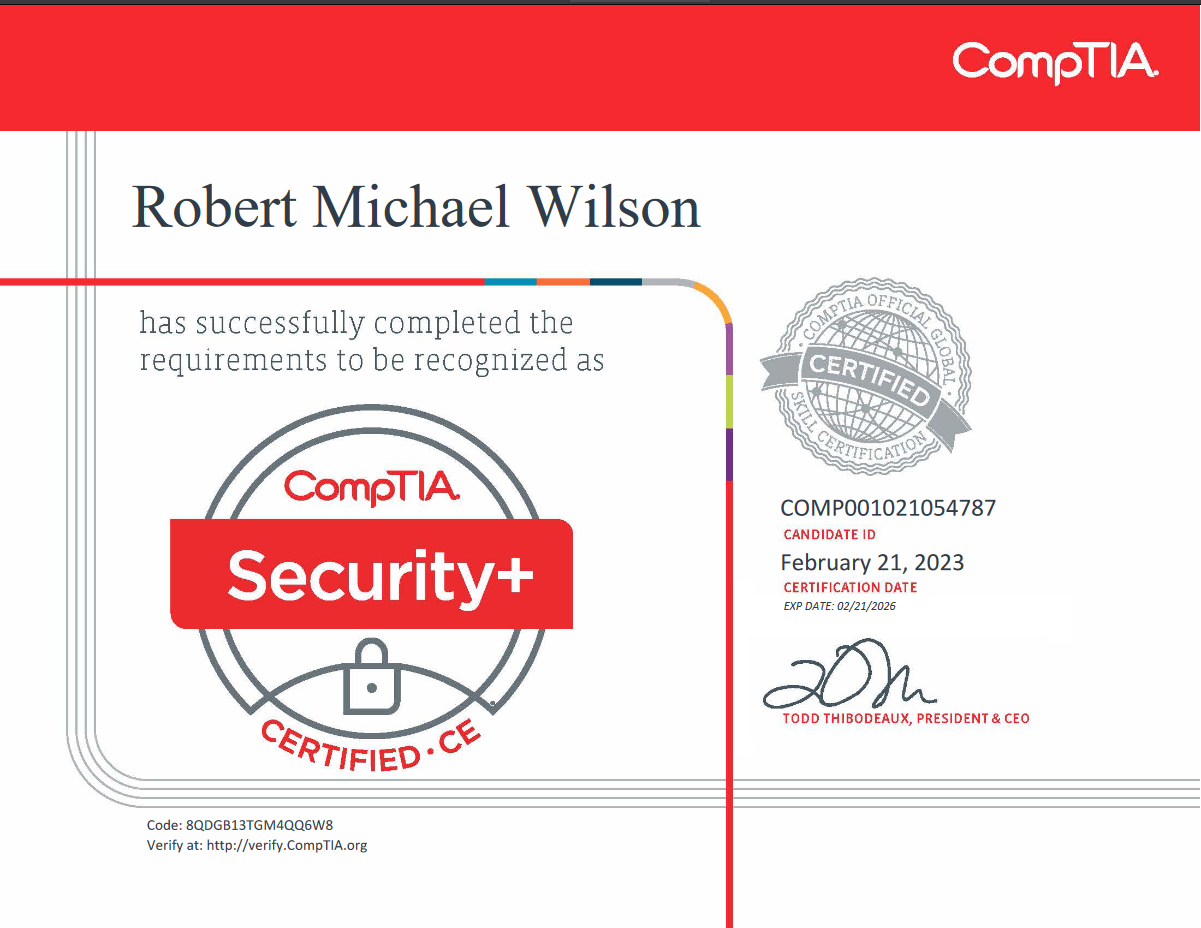 CompTIA.
Robert Michael Wilson
has successfully completed the
requirements to be recognized as
CompTIA.
Security+
CERTIFIED · CE
· COMPTIA OFFICIAL GLOBAL ·
CERTIFIED
SKILL CERTIFICATION
COMP001021054787
CANDIDATE ID
February 21, 2023
CERTIFICATION DATE
EXP DATE: 02/21/2026
TODD THIBODEAUX, PRESIDENT & CEO
Code: 8QDGB13TGM4QQ6W8
Verify at: http://verify.CompTIA.org